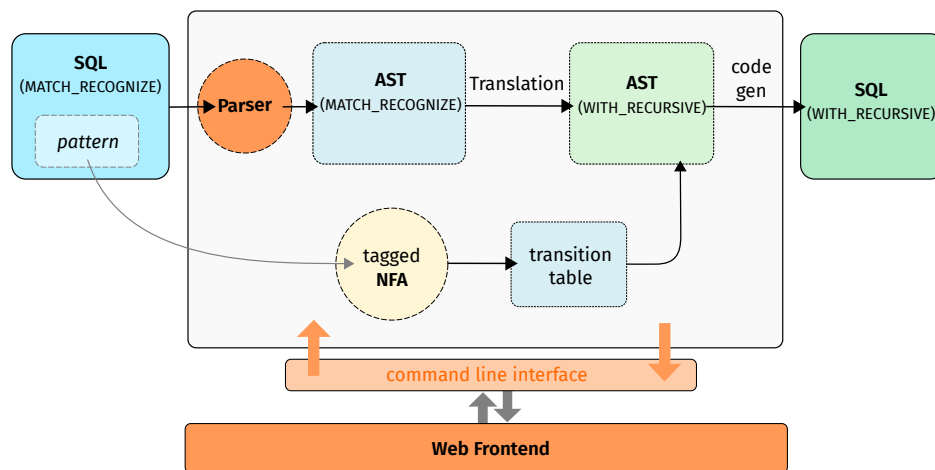 SQL
(MATCH_RECOGNIZE)
pattern
Parser
AST
(MATCH_RECOGNIZE)
Translation
AST
(WITH_RECURSIVE)
code
gen
SQL
(WITH_RECURSIVE)
tagged
NFA
transition
table
command line interface
Web Frontend